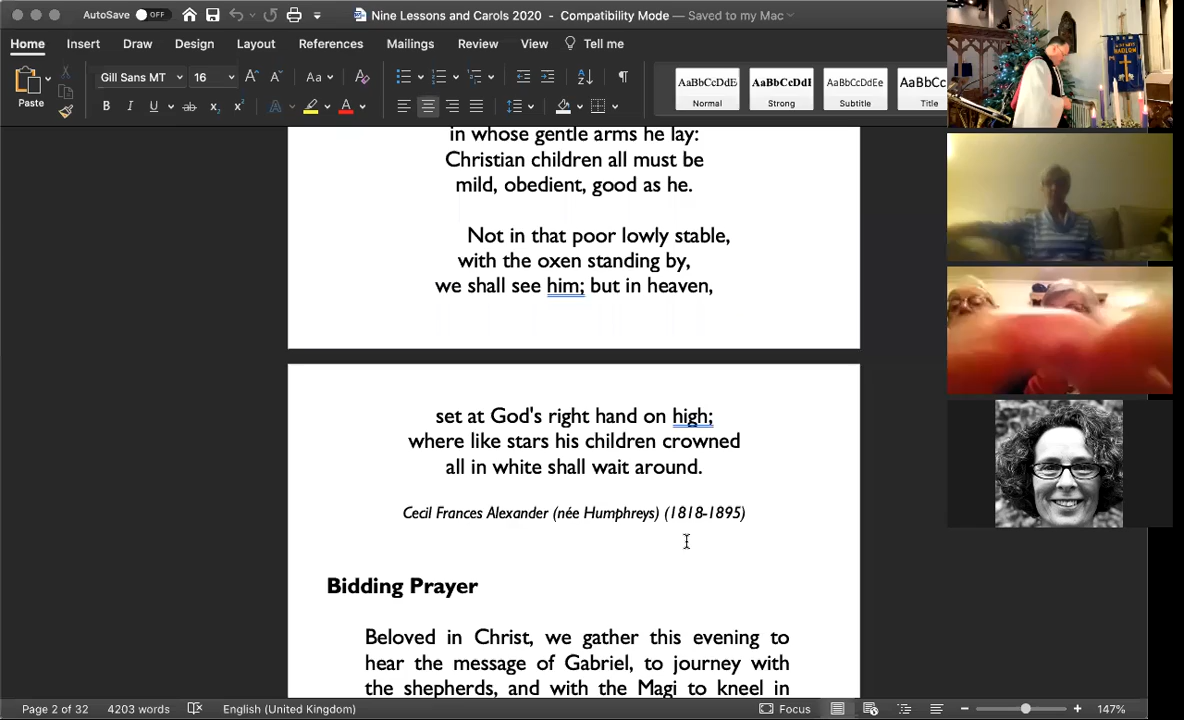 AutoSave OFF Nine Lessons and Carols 2020 - Compatibility Mode — Saved to my Mac
Home Insert Draw Design Layout References Mailings Review View Tell me
Paste Gill Sans MT 16 Aa AaBbCcDdE AaBbCcDdI AaBbCcDdEe AaBbCc
Normal Strong Subtitle Title
in whose gentle arms he lay:
Christian children all must be
mild, obedient, good as he.
Not in that poor lowly stable,
with the oxen standing by,
we shall see him; but in heaven,
set at God's right hand on high;
where like stars his children crowned
all in white shall wait around.
Cecil Frances Alexander (née Humphreys) (1818-1895)
Bidding Prayer
Beloved in Christ, we gather this evening to
hear the message of Gabriel, to journey with
the shepherds, and with the Magi to kneel in
Page 2 of 32 4203 words English (United Kingdom) Focus 147%